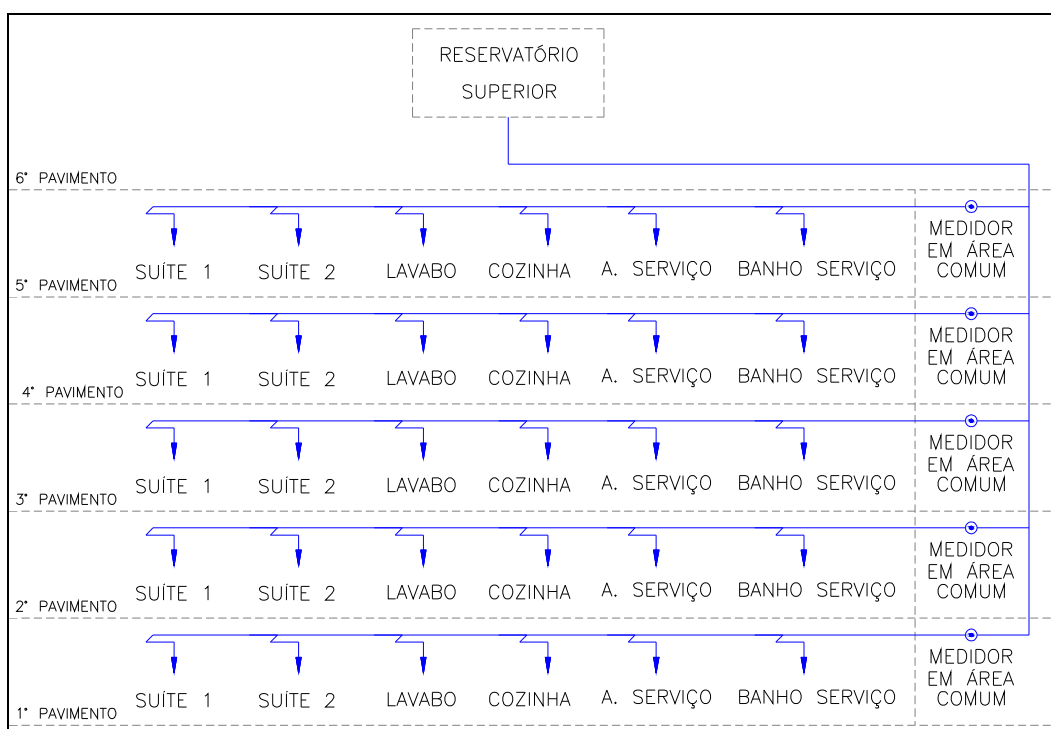 RESERVATÓRIO
SUPERIOR
6° PAVIMENTO
SUÍTE 1 SUÍTE 2 LAVABO COZINHA A. SERVIÇO BANHO SERVIÇO
MEDIDOR
EM ÁREA
COMUM
5° PAVIMENTO
SUÍTE 1 SUÍTE 2 LAVABO COZINHA A. SERVIÇO BANHO SERVIÇO
MEDIDOR
EM ÁREA
COMUM
4° PAVIMENTO
SUÍTE 1 SUÍTE 2 LAVABO COZINHA A. SERVIÇO BANHO SERVIÇO
MEDIDOR
EM ÁREA
COMUM
3° PAVIMENTO
SUÍTE 1 SUÍTE 2 LAVABO COZINHA A. SERVIÇO BANHO SERVIÇO
MEDIDOR
EM ÁREA
COMUM
2° PAVIMENTO
SUÍTE 1 SUÍTE 2 LAVABO COZINHA A. SERVIÇO BANHO SERVIÇO
MEDIDOR
EM ÁREA
COMUM
1° PAVIMENTO